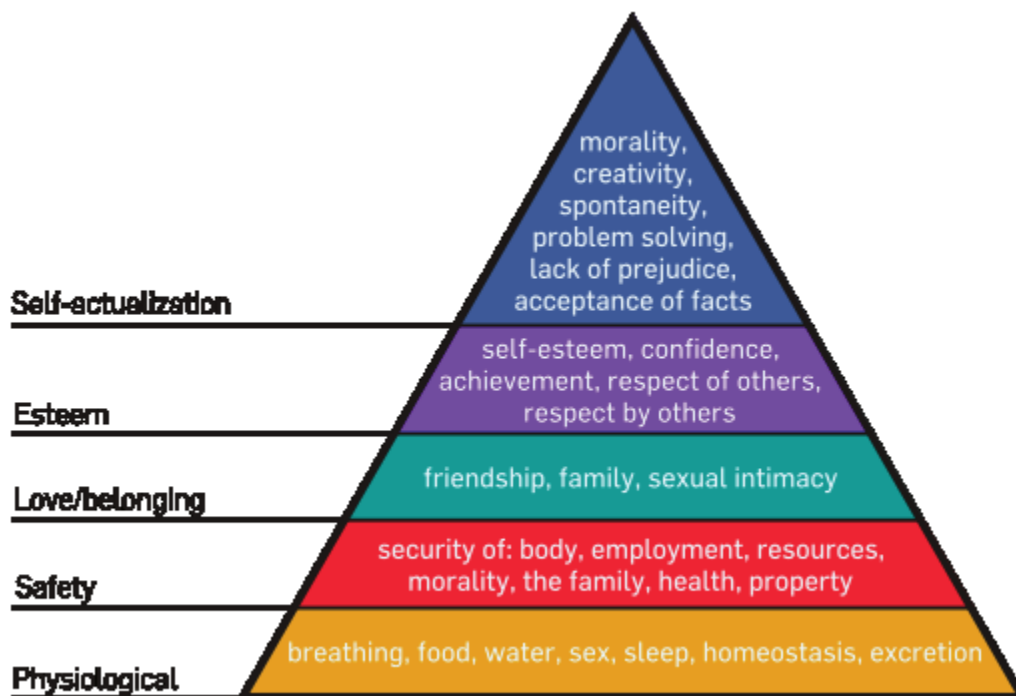 morality,
creativity,
spontaneity,
problem solving,
lack of prejudice,
acceptance of facts
Self-actualization
self-esteem, confidence,
achievement, respect of others,
respect by others
Esteem
friendship, family, sexual intimacy
Love/belonging
security of: body, employment, resources,
morality, the family, health, property
Safety
breathing, food, water, sex, sleep, homeostasis, excretion
Physiological